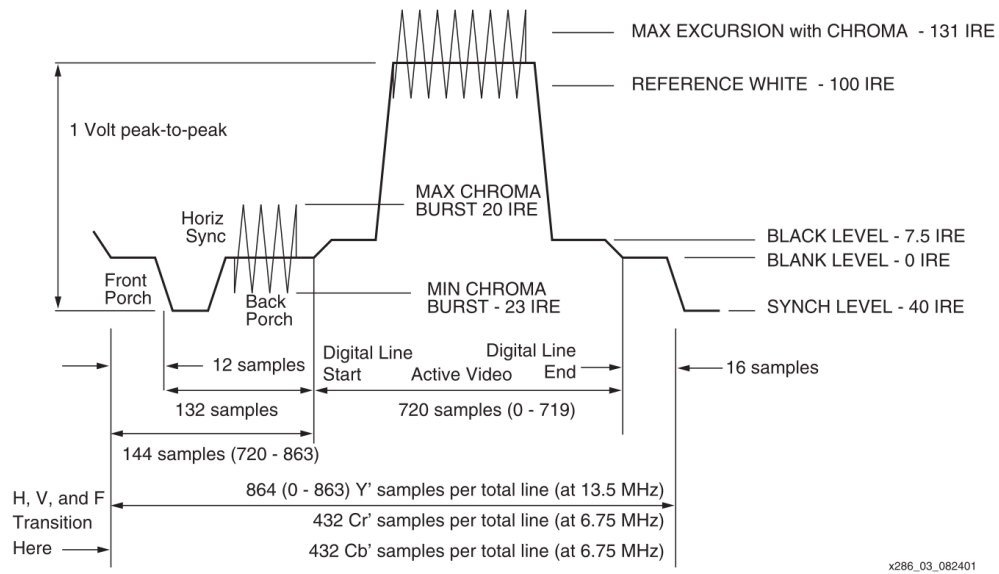 MAX EXCURSION with CHROMA - 131 IRE
REFERENCE WHITE - 100 IRE
1 Volt peak-to-peak
MAX CHROMA
BURST 20 IRE
Horiz
Sync
BLACK LEVEL - 7.5 IRE
BLANK LEVEL - 0 IRE
Front
Porch
Back
Porch
MIN CHROMA
BURST - 23 IRE
SYNCH LEVEL - 40 IRE
12 samples
Digital Line
Start
Active Video
Digital Line
End
16 samples
132 samples
720 samples (0 - 719)
144 samples (720 - 863)
H, V, and F
Transition
Here
864 (0 - 863) Y' samples per total line (at 13.5 MHz)
432 Cr' samples per total line (at 6.75 MHz)
432 Cb' samples per total line (at 6.75 MHz)
x286_03_082401